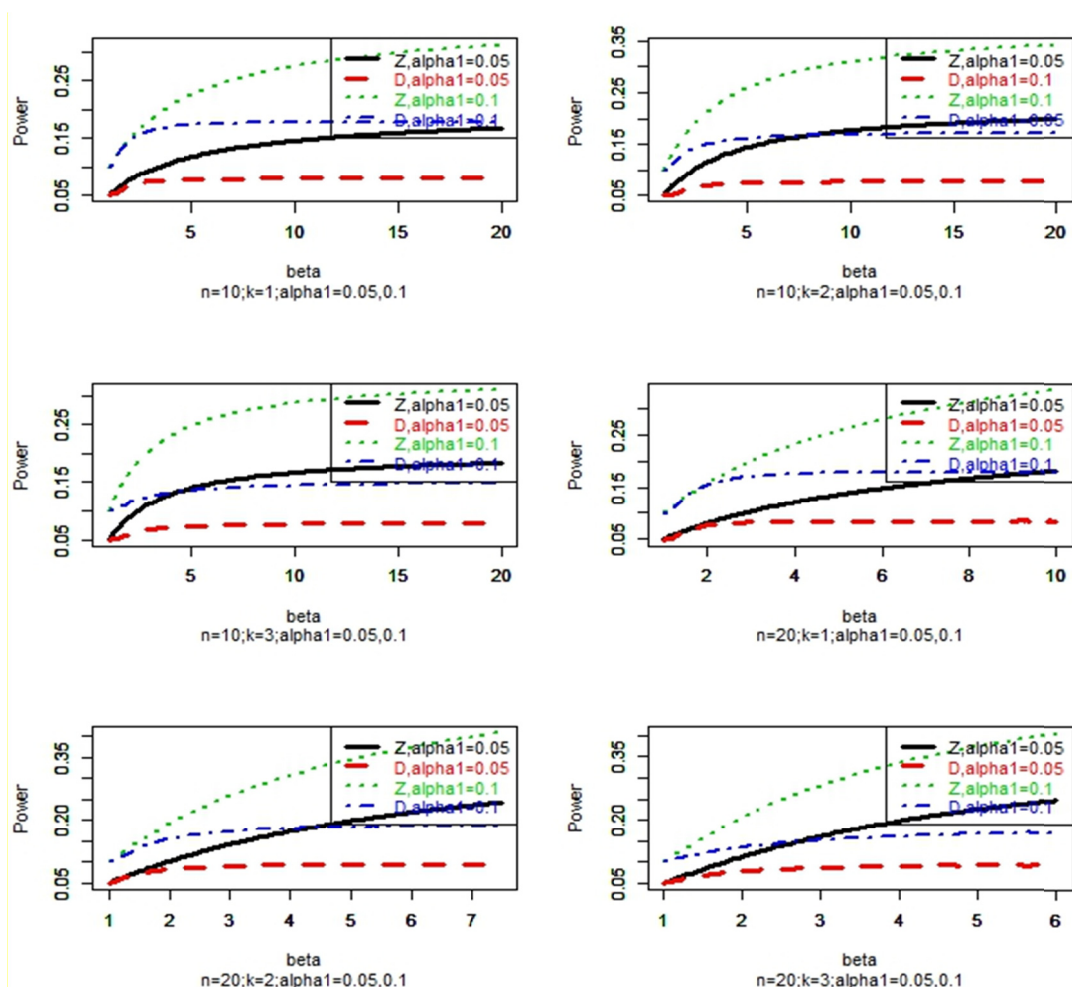 Power
0.05 0.15 0.25
Z,alpha1=0.05
D,alpha1=0.05
Z,alpha1=0.1
D,alpha1=0.1
5 10 15 20
beta
n=10;k=1;alpha1=0.05,0.1
Power
0.05 0.15 0.25 0.35
Z,alpha1=0.05
D,alpha1=0.1
Z,alpha1=0.1
D,alpha1=0.05
5 10 15 20
beta
n=10;k=2;alpha1=0.05,0.1
Power
0.05 0.15 0.25
Z,alpha1=0.05
D,alpha1=0.05
Z,alpha1=0.1
D,alpha1=0.1
5 10 15 20
beta
n=10;k=3;alpha1=0.05,0.1
Power
0.05 0.15 0.25
Z,alpha1=0.05
D,alpha1=0.05
Z,alpha1=0.1
D,alpha1=0.1
2 4 6 8 10
beta
n=20;k=1;alpha1=0.05,0.1
Power
0.05 0.20 0.35
Z,alpha1=0.05
D,alpha1=0.05
Z,alpha1=0.1
D,alpha1=0.1
1 2 3 4 5 6 7
beta
n=20;k=2;alpha1=0.05,0.1
Power
0.05 0.20 0.35
Z,alpha1=0.05
D,alpha1=0.05
Z,alpha1=0.1
D,alpha1=0.1
1 2 3 4 5 6
beta
n=20;k=3;alpha1=0.05,0.1